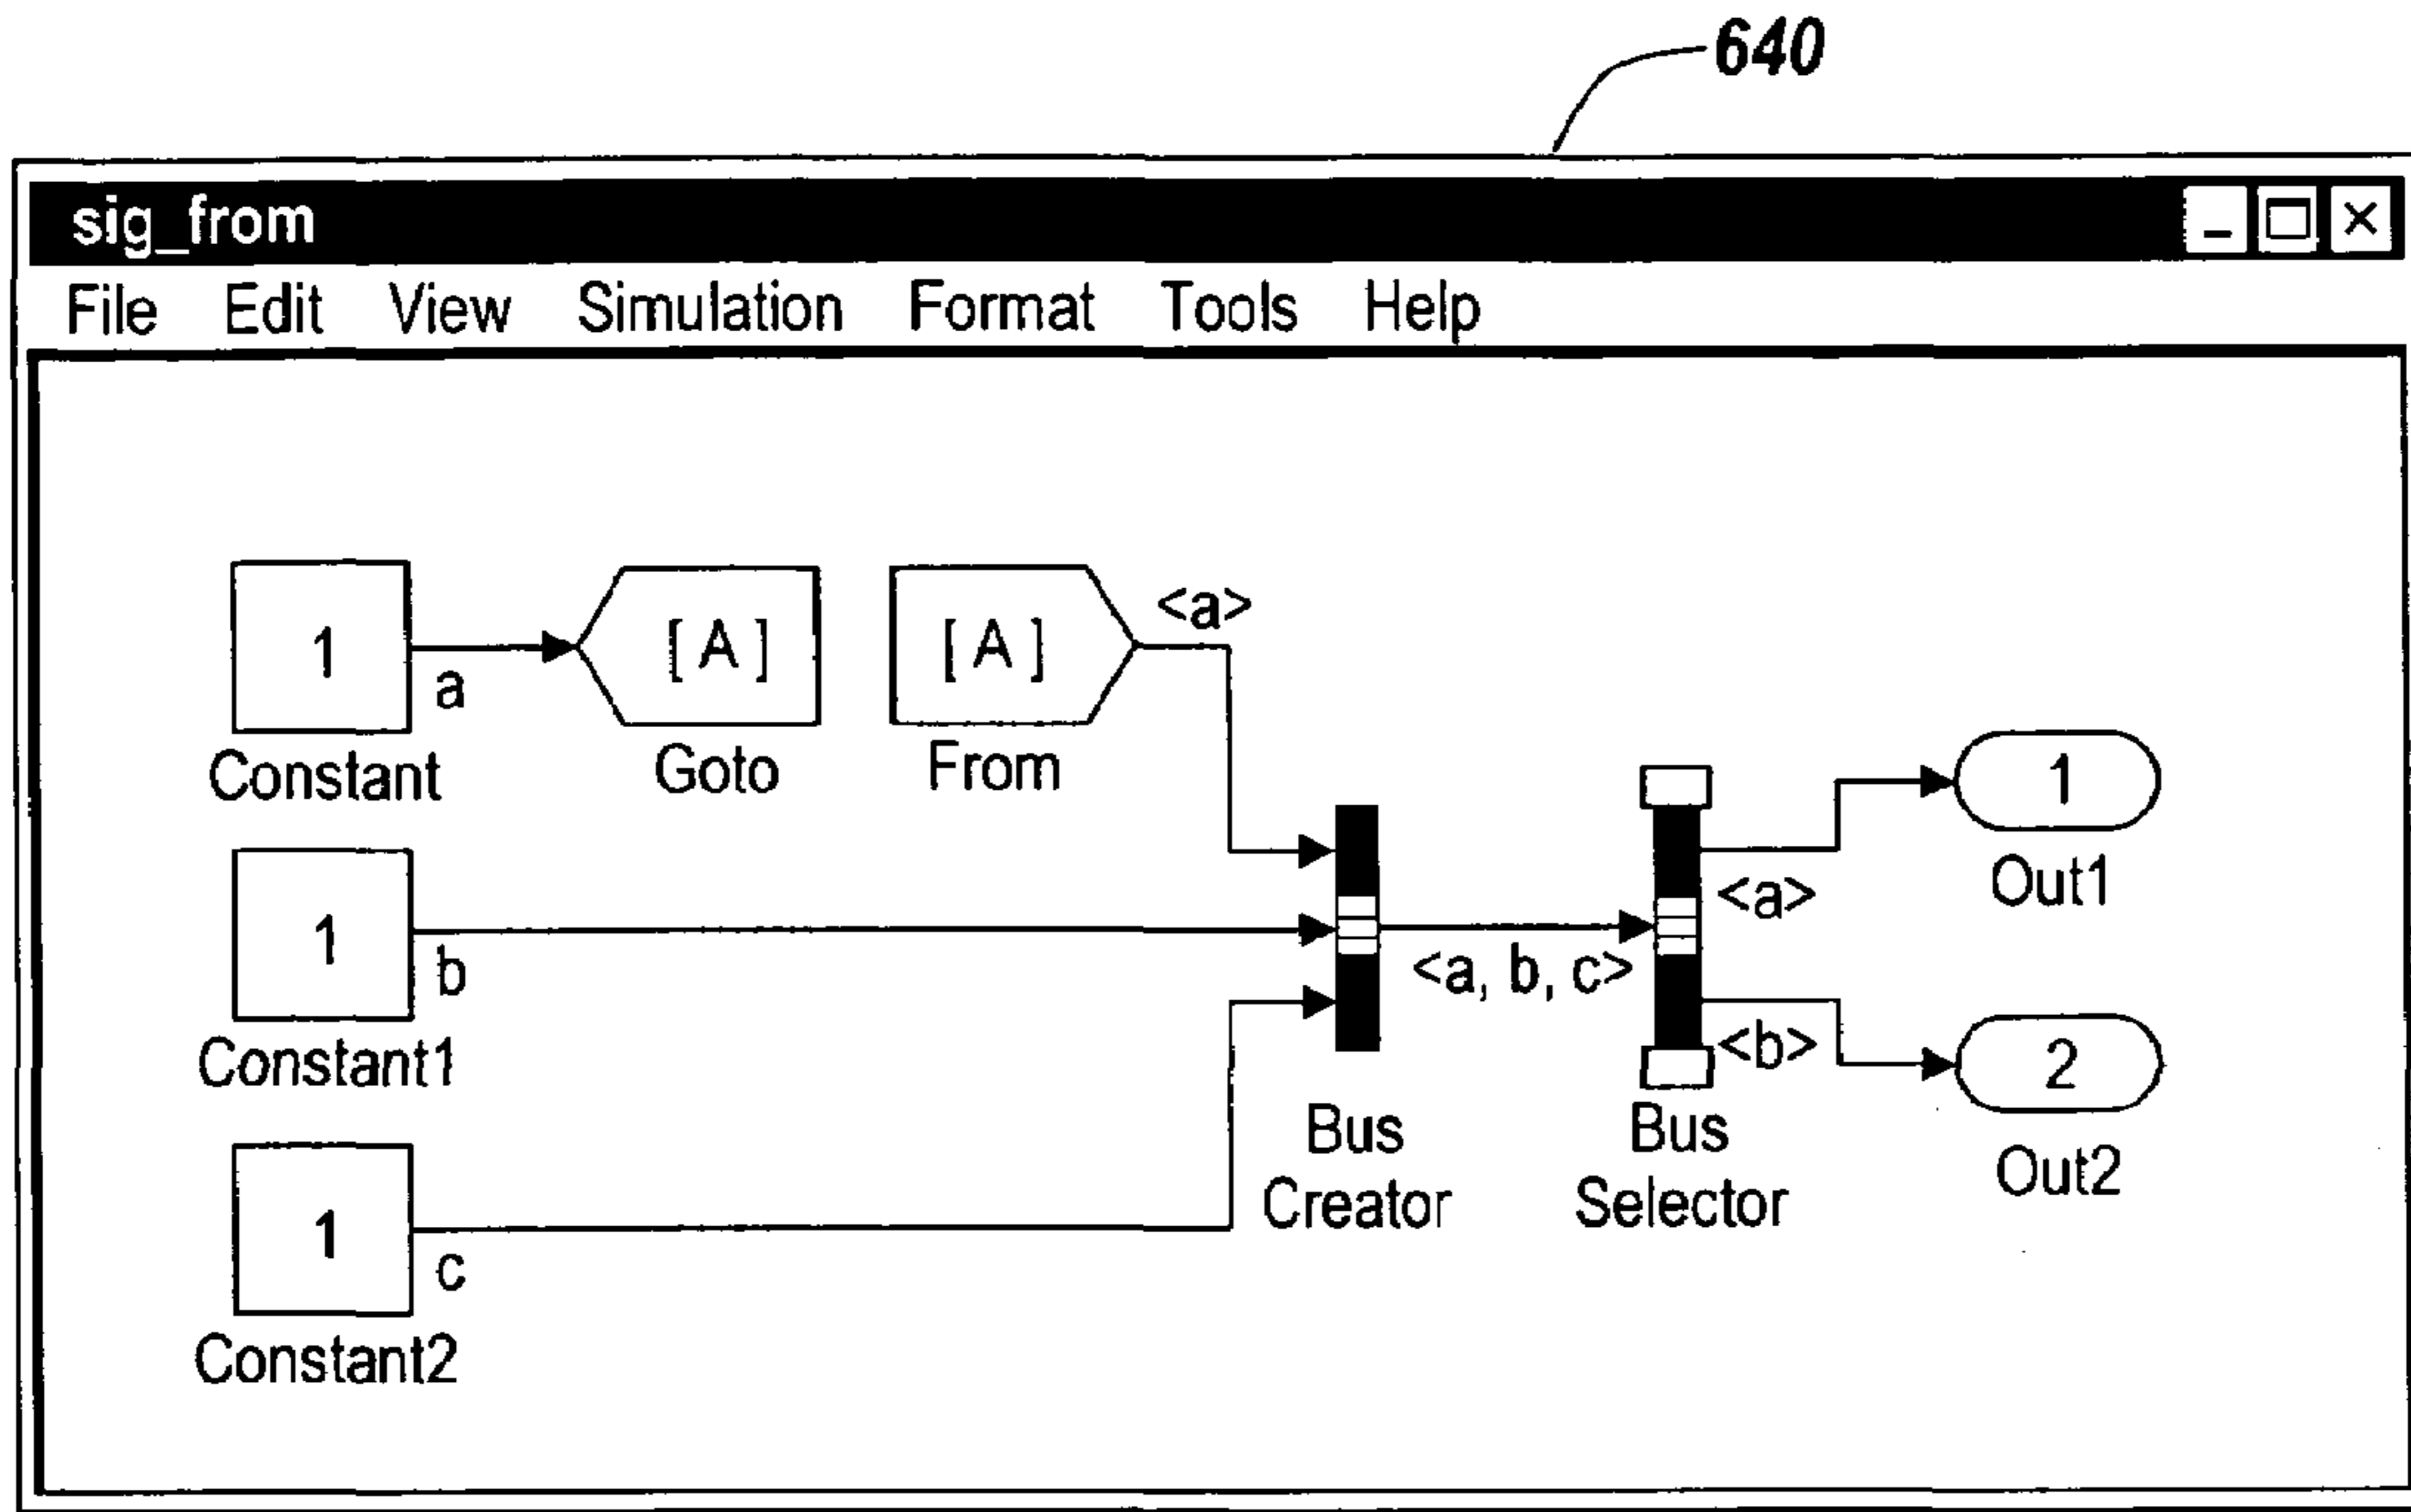 640
sig_from
File Edit View Simulation Format Tools Help
1
a
[ A ]
[ A ]
<a>
Constant
Goto
From
1
b
Constant1
1
c
Constant2
<a, b, c>
Bus
Creator
<a>
<b>
Bus
Selector
1
Out1
2
Out2